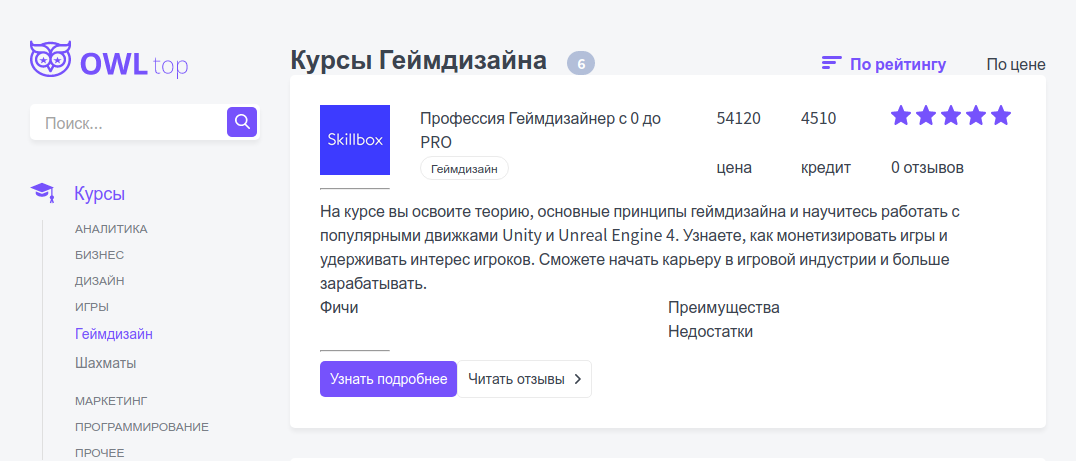 OWL top
Поиск...
Курсы
АНАЛИТИКА
БИЗНЕС
ДИЗАЙН
ИГРЫ
Геймдизайн
Шахматы
МАРКЕТИНГ
ПРОГРАММИРОВАНИЕ
ПРОЧЕЕ
Курсы Геймдизайна 6
По рейтингу По цене
Skillbox
Профессия Геймдизайнер с 0 до
PRO
Геймдизайн
54120 4510
цена кредит 0 отзывов
На курсе вы освоите теорию, основные принципы геймдизайна и научитесь работать с
популярными движками Unity и Unreal Engine 4. Узнаете, как монетизировать игры и
удерживать интерес игроков. Сможете начать карьеру в игровой индустрии и больше
зарабатывать.
Фичи
Преимущества
Недостатки
Узнать подробнее Читать отзывы